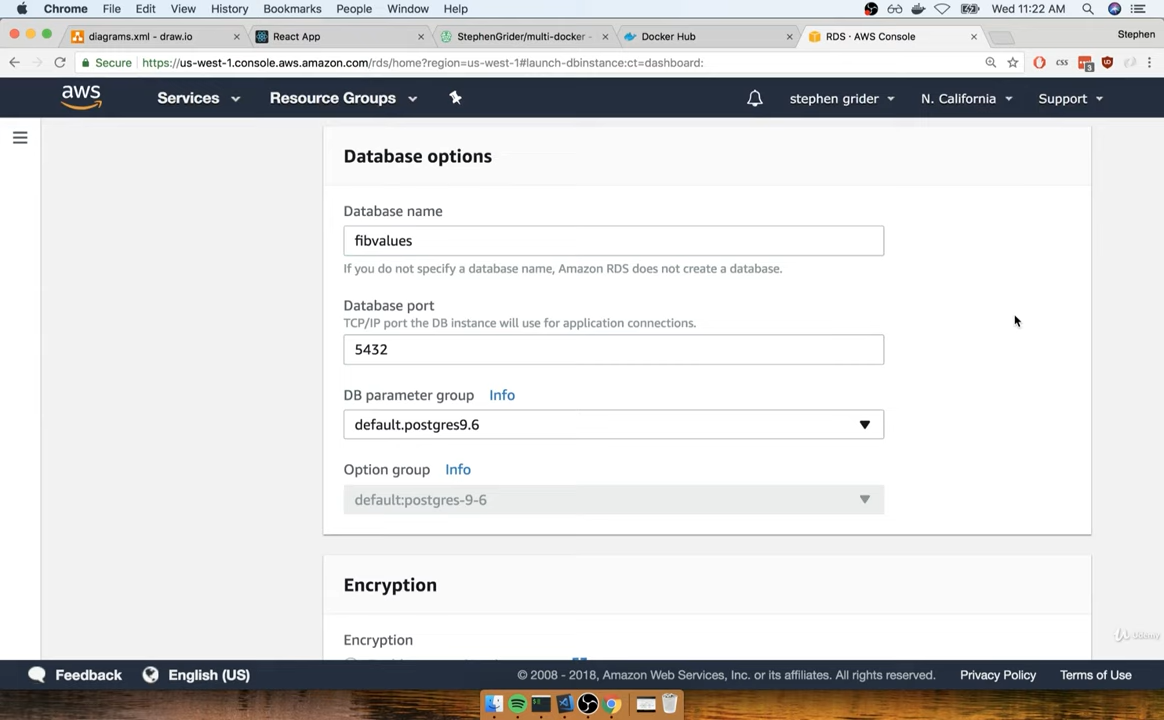 Chrome File Edit View History Bookmarks People Window Help Wed 11:22 AM
diagrams.xml - draw.io React App StephenGrider/multi-docker - Docker Hub RDS · AWS Console Stephen
Secure https://us-west-1.console.aws.amazon.com/rds/home?region=us-west-1#launch-dbinstance:ct=dashboard: CSS 3
aws Services Resource Groups stephen grider N. California Support
Database options
Database name
fibvalues
If you do not specify a database name, Amazon RDS does not create a database.
Database port
TCP/IP port the DB instance will use for application connections.
5432
DB parameter group Info
default.postgres9.6
Option group Info
default:postgres-9-6
Encryption
Encryption
Udemy
Feedback English (US) © 2008 - 2018, Amazon Web Services, Inc. or its affiliates. All rights reserved. Privacy Policy Terms of Use